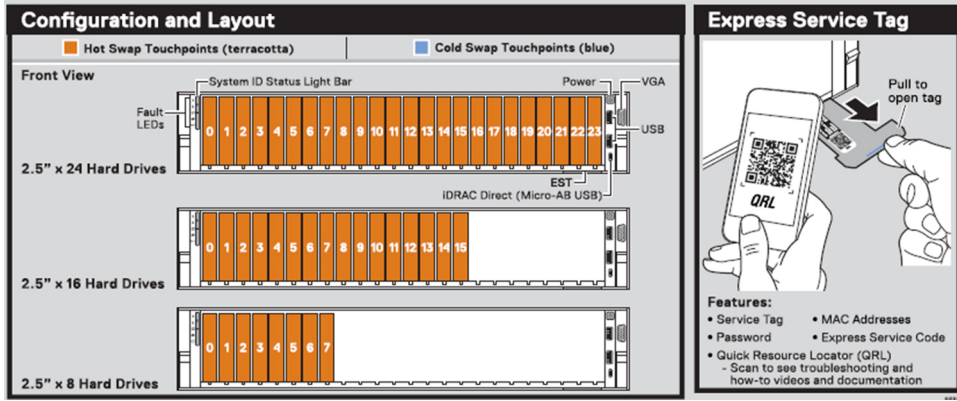 Configuration and Layout
Hot Swap Touchpoints (terracotta)
Cold Swap Touchpoints (blue)
Front View
System ID Status Light Bar
Power
VGA
Fault
LEDs
0 1 2 3 4 5 6 7 8 9 10 11 12 13 14 15 16 17 18 19 20 21 22 23
USB
2.5" x 24 Hard Drives
EST
iDRAC Direct (Micro-AB USB)
0 1 2 3 4 5 6 7 8 9 10 11 12 13 14 15
2.5" x 16 Hard Drives
0 1 2 3 4 5 6 7
2.5" x 8 Hard Drives
Express Service Tag
Pull to
open tag
QRL
Features:
• Service Tag
• MAC Addresses
• Password
• Express Service Code
• Quick Resource Locator (QRL)
- Scan to see troubleshooting and
how-to videos and documentation